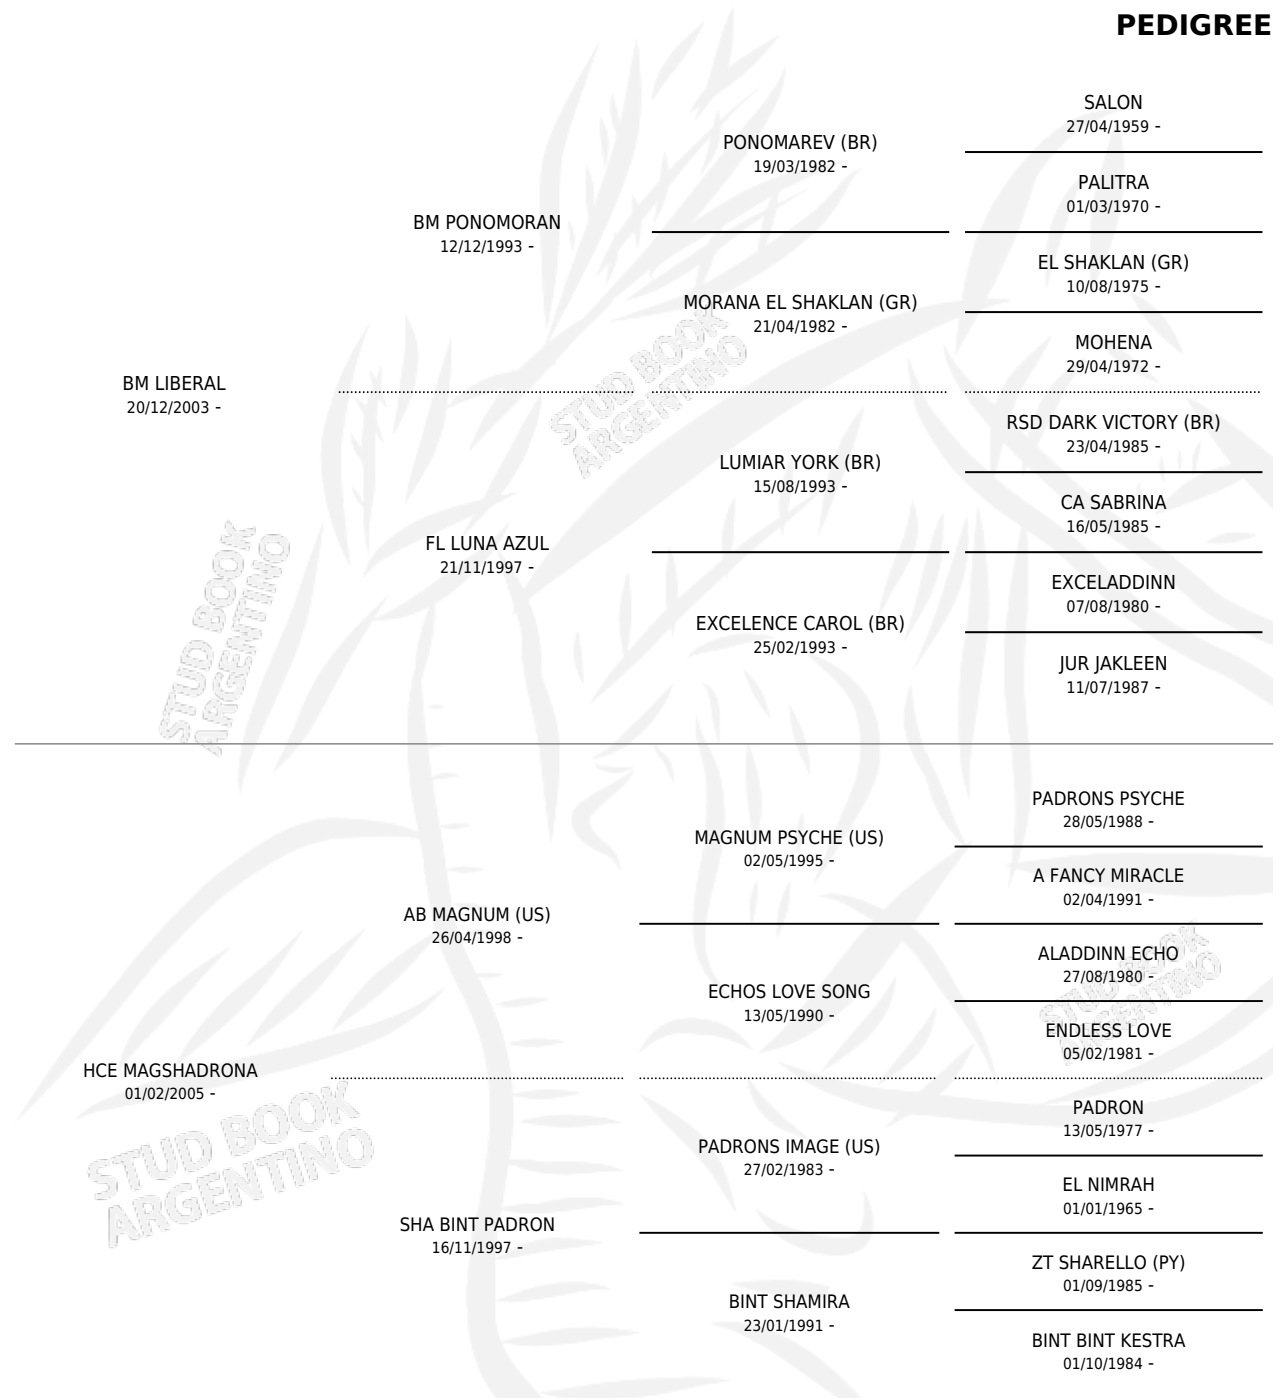 PEDIGREE
SALON
27/04/1959 -
PONOMAREV (BR)
19/03/1982 -
PALITRA
01/03/1970 -
BM PONOMORAN
12/12/1993 -
EL SHAKLAN (GR)
10/08/1975 -
MORANA EL SHAKLAN (GR)
21/04/1982 -
MOHENA
29/04/1972 -
BM LIBERAL
20/12/2003 -
RSD DARK VICTORY (BR)
23/04/1985 -
LUMIAR YORK (BR)
15/08/1993 -
CA SABRINA
16/05/1985 -
FL LUNA AZUL
21/11/1997 -
EXCELADDINN
07/08/1980 -
EXCELENCE CAROL (BR)
25/02/1993 -
JUR JAKLEEN
11/07/1987 -
STUD BOOK
ARGENTINO
STUD BOOK
ARGENTINO
PADRONS PSYCHE
28/05/1988 -
MAGNUM PSYCHE (US)
02/05/1995 -
A FANCY MIRACLE
02/04/1991 -
AB MAGNUM (US)
26/04/1998 -
ALADDINN ECHO
27/08/1980 -
ECHOS LOVE SONG
13/05/1990 -
ENDLESS LOVE
05/02/1981 -
HCE MAGSHADRONA
01/02/2005 -
PADRON
13/05/1977 -
PADRONS IMAGE (US)
27/02/1983 -
EL NIMRAH
01/01/1965 -
SHA BINT PADRON
16/11/1997 -
ZT SHARELLO (PY)
01/09/1985 -
BINT SHAMIRA
23/01/1991 -
BINT BINT KESTRA
01/10/1984 -
STUD BOOK
ARGENTINO
STUD BOOK
ARGENTINO